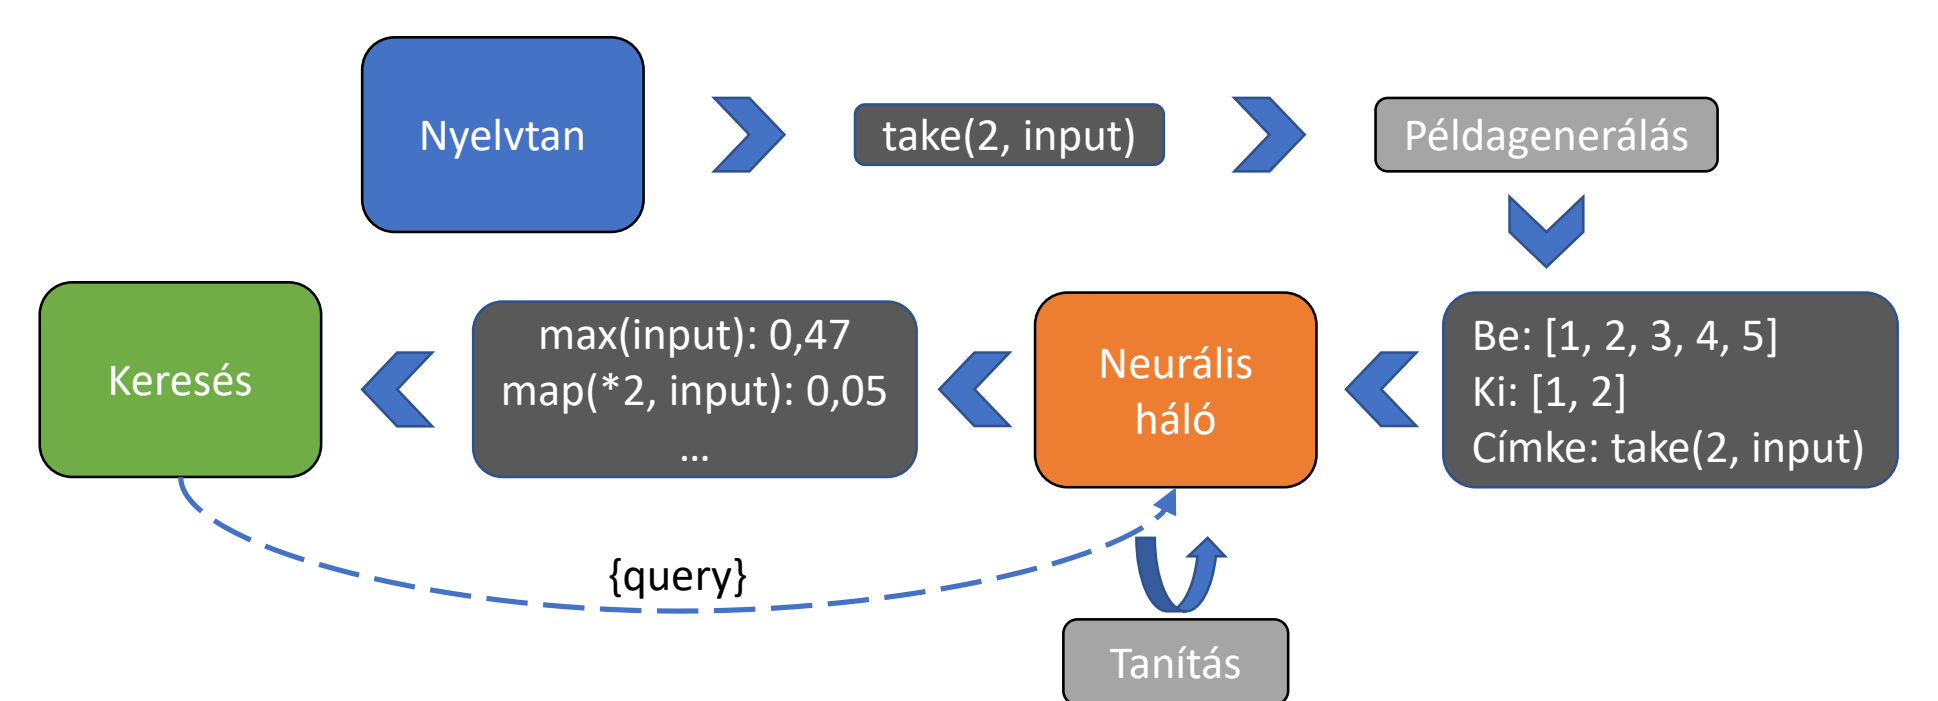 Nyelvtan
take(2, input)
Példagenerálás
Keresés
max(input): 0,47
map(*2, input): 0,05
...
Neurális
háló
Be: [1, 2, 3, 4, 5]
Ki: [1, 2]
Címke: take(2, input)
{query}
Tanítás